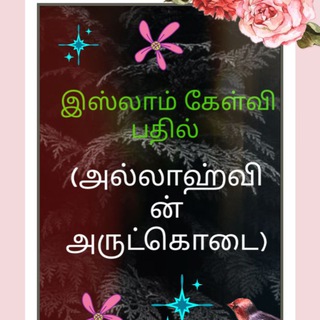 இஸ்லாம் கேள்வி
பதில்
(அல்லாஹ்வி
ன்
அருட்கொடை)